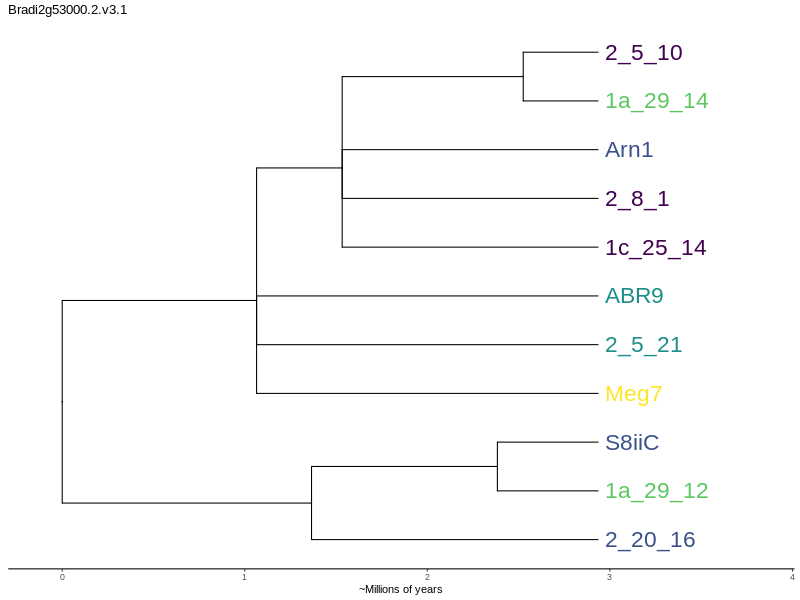 Bradi2g53000.2.v3.1
2_5_10
1a_29_14
Arn1
2_8_1
1c_25_14
ABR9
2_5_21
Meg7
S8iiC
1a_29_12
2_20_16
0 1 2 3 4
~Millions of years